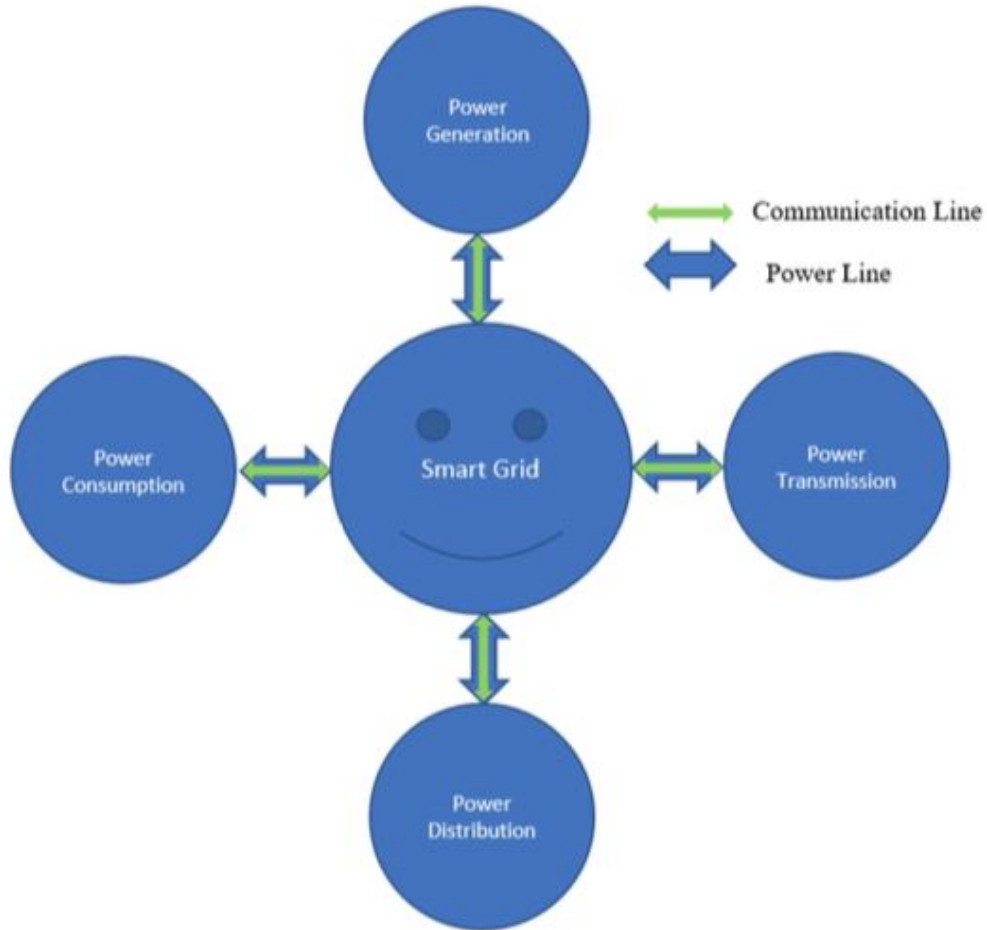 Power
Generation
Communication Line
Power Line
Power
Consumption
Smart Grid
Power
Transmission
Power
Distribution